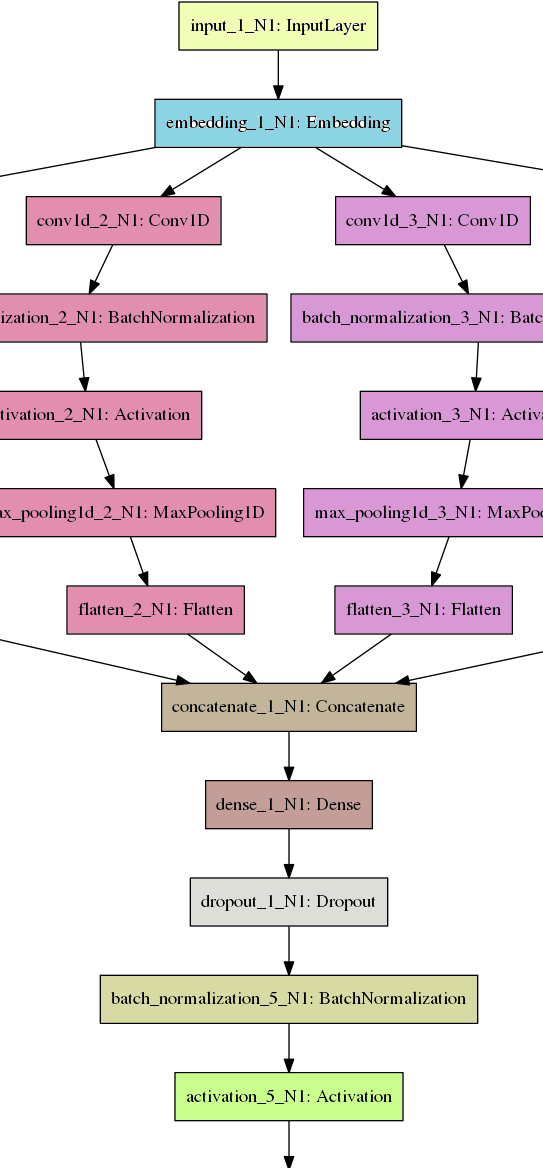 input_1_N1: InputLayer
embedding_1_N1: Embedding
conv1d_2_N1: Conv1D
conv1d_3_N1: Conv1D
ization_2_N1: BatchNormalization
batch_normalization_3_N1: Batc
tivation_2_N1: Activation
activation_3_N1: Activa
ax_pooling1d_2_N1: MaxPooling1D
max_pooling1d_3_N1: MaxPoo
flatten_2_N1: Flatten
flatten_3_N1: Flatten
concatenate_1_N1: Concatenate
dense_1_N1: Dense
dropout_1_N1: Dropout
batch_normalization_5_N1: BatchNormalization
activation_5_N1: Activation